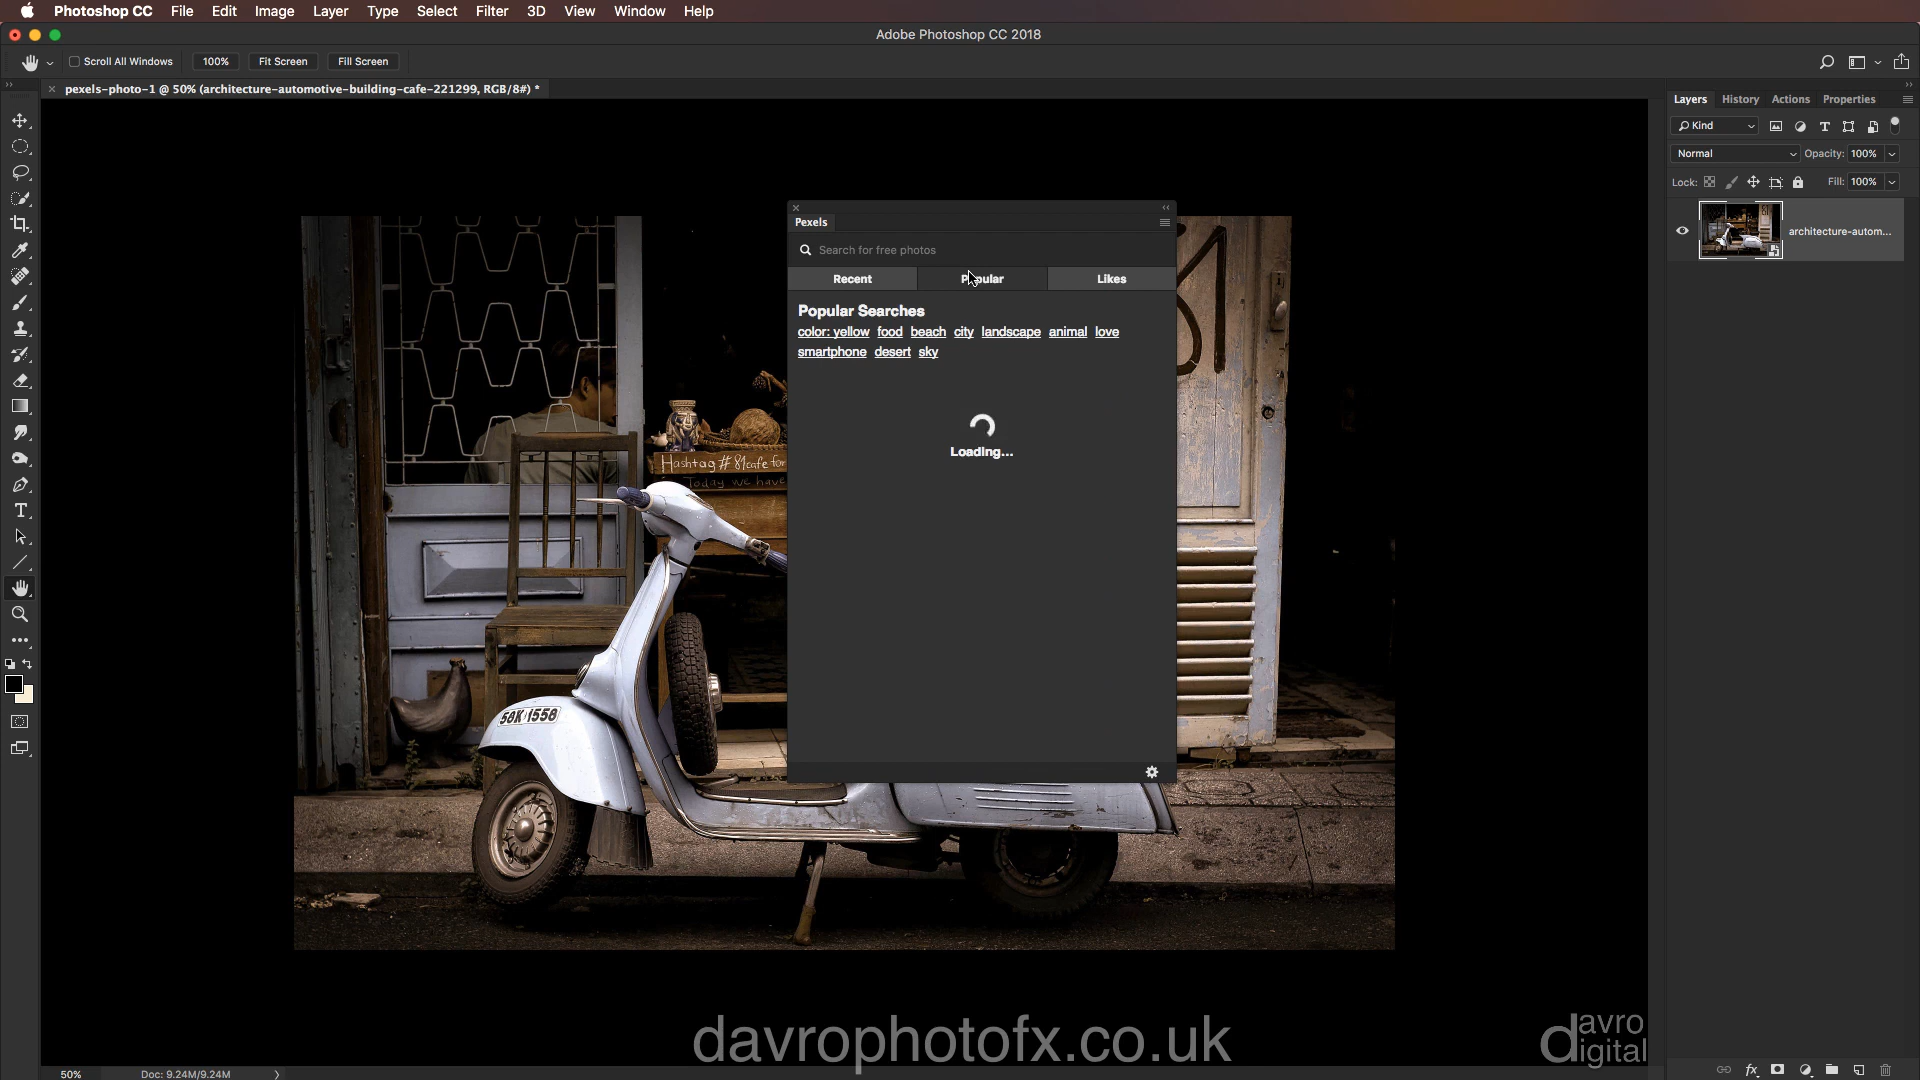 Photoshop CC File Edit Image Layer Type Select Filter 3D View Window Help
Adobe Photoshop CC 2018
Scroll All Windows 100% Fit Screen Fill Screen
pexels-photo-1 @ 50% (architecture-automotive-building-cafe-221299, RGB/8#) *
Layers History Actions Properties
Kind
Normal Opacity: 100%
Lock: Fill: 100%
architecture-autom...
Pexels
Search for free photos
Recent Popular Likes
Popular Searches
color: yellow food beach city landscape animal love
smartphone desert sky
Loading...
Hashtag #81cafe for
Today we have
58K 1558
davrophotofx.co.uk
davro
digital
50% Doc: 9.24M/9.24M